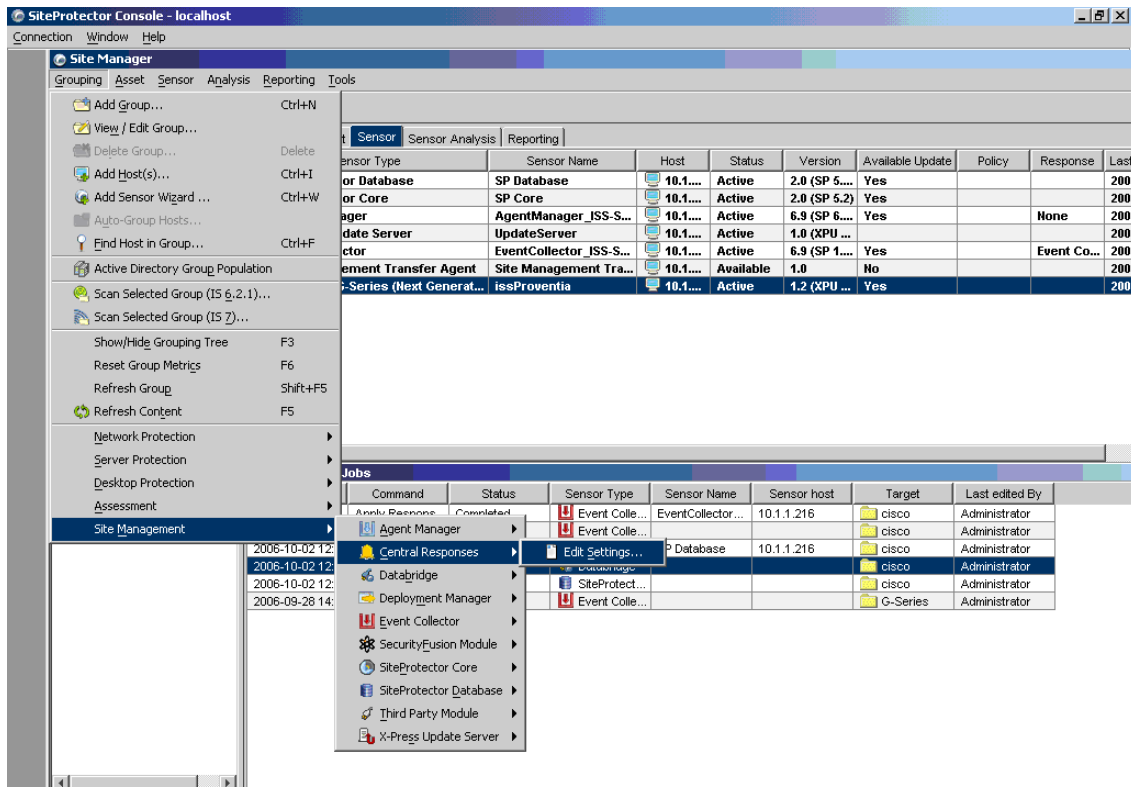 SiteProtector Console - localhost
Connection Window Help
Site Manager
Grouping Asset Sensor Analysis Reporting Tools
Add Group... Ctrl+N
View / Edit Group...
Delete Group... Delete
Add Host(s)... Ctrl+I
Add Sensor Wizard ... Ctrl+W
Auto-Group Hosts...
Find Host in Group... Ctrl+F
Active Directory Group Population
Scan Selected Group (IS 6.2.1)...
Scan Selected Group (IS 7)...
Show/Hide Grouping Tree F3
Reset Group Metrics F6
Refresh Group Shift+F5
Refresh Content F5
Network Protection
Server Protection
Desktop Protection
Assessment
Site Management
t Sensor Sensor Analysis Reporting
ensor Type Sensor Name Host Status Version Available Update Policy Response Last
or Database SP Database 10.1.... Active 2.0 (SP 5.... Yes 200
or Core SP Core 10.1.... Active 2.0 (SP 5.2) Yes 200
ager AgentManager_ISS-S... 10.1.... Active 6.9 (SP 6.... Yes None 200
date Server UpdateServer 10.1.... Active 1.0 (XPU ... 200
ctor EventCollector_ISS-S... 10.1.... Active 6.9 (SP 1.... Yes Event Co... 200
ement Transfer Agent Site Management Tra... 10.1.... Available 1.0 No 200
G-Series (Next Generat... issProventia 10.1.... Active 1.2 (XPU ... Yes 200
Jobs
Command Status Sensor Type Sensor Name Sensor host Target Last edited By
Apply Respons Completed Event Colle... EventCollector... 10.1.1.216 cisco Administrator
Event Colle... cisco Administrator
2006-10-02 12: P Database 10.1.1.216 cisco Administrator
2006-10-02 12: Databridge cisco Administrator
2006-10-02 12: SiteProtect... cisco Administrator
2006-09-28 14: Event Colle... G-Series Administrator
Agent Manager
Central Responses
Edit Settings...
Databridge
Deployment Manager
Event Collector
SecurityFusion Module
SiteProtector Core
SiteProtector Database
Third Party Module
X-Press Update Server